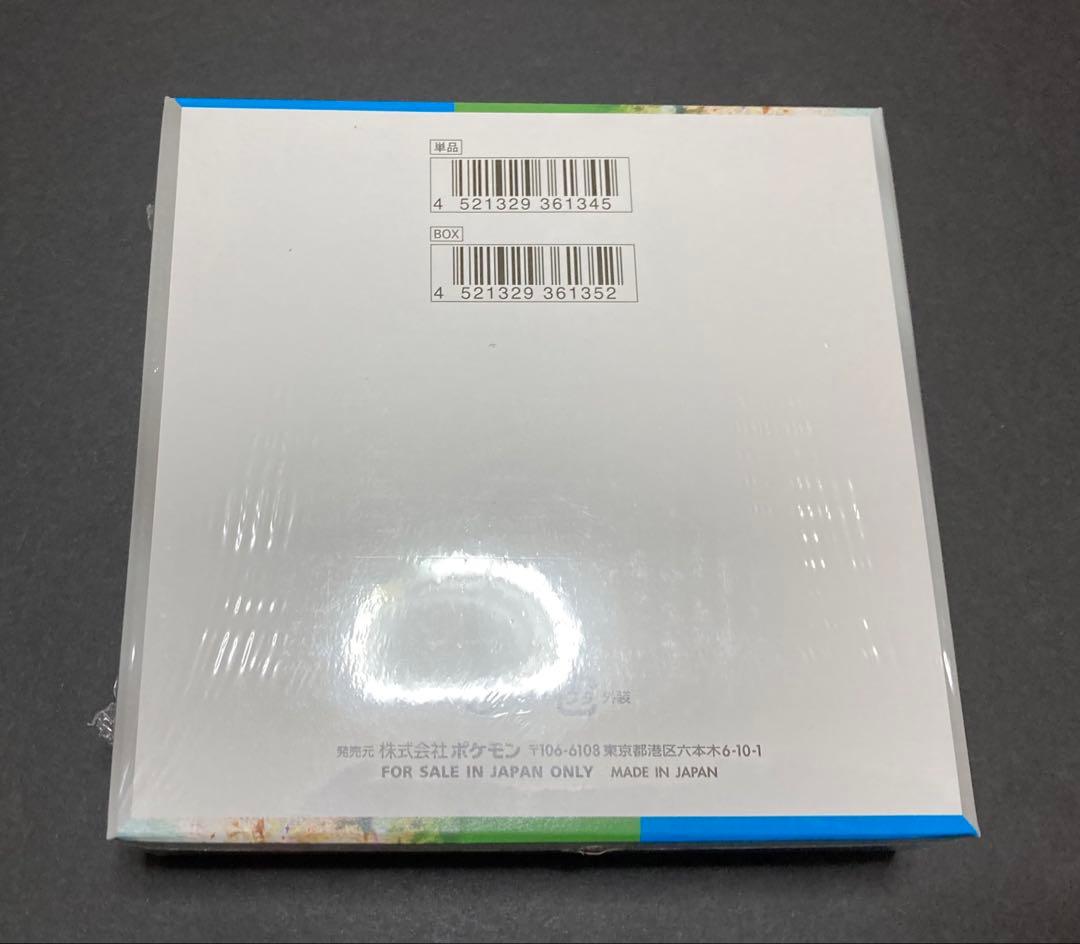 単品
4 521329 361345
BOX
4 521329 361352
プラ 外装
発売元 株式会社ポケモン 〒106-6108 東京都港区六本木6-10-1
FOR SALE IN JAPAN ONLY MADE IN JAPAN